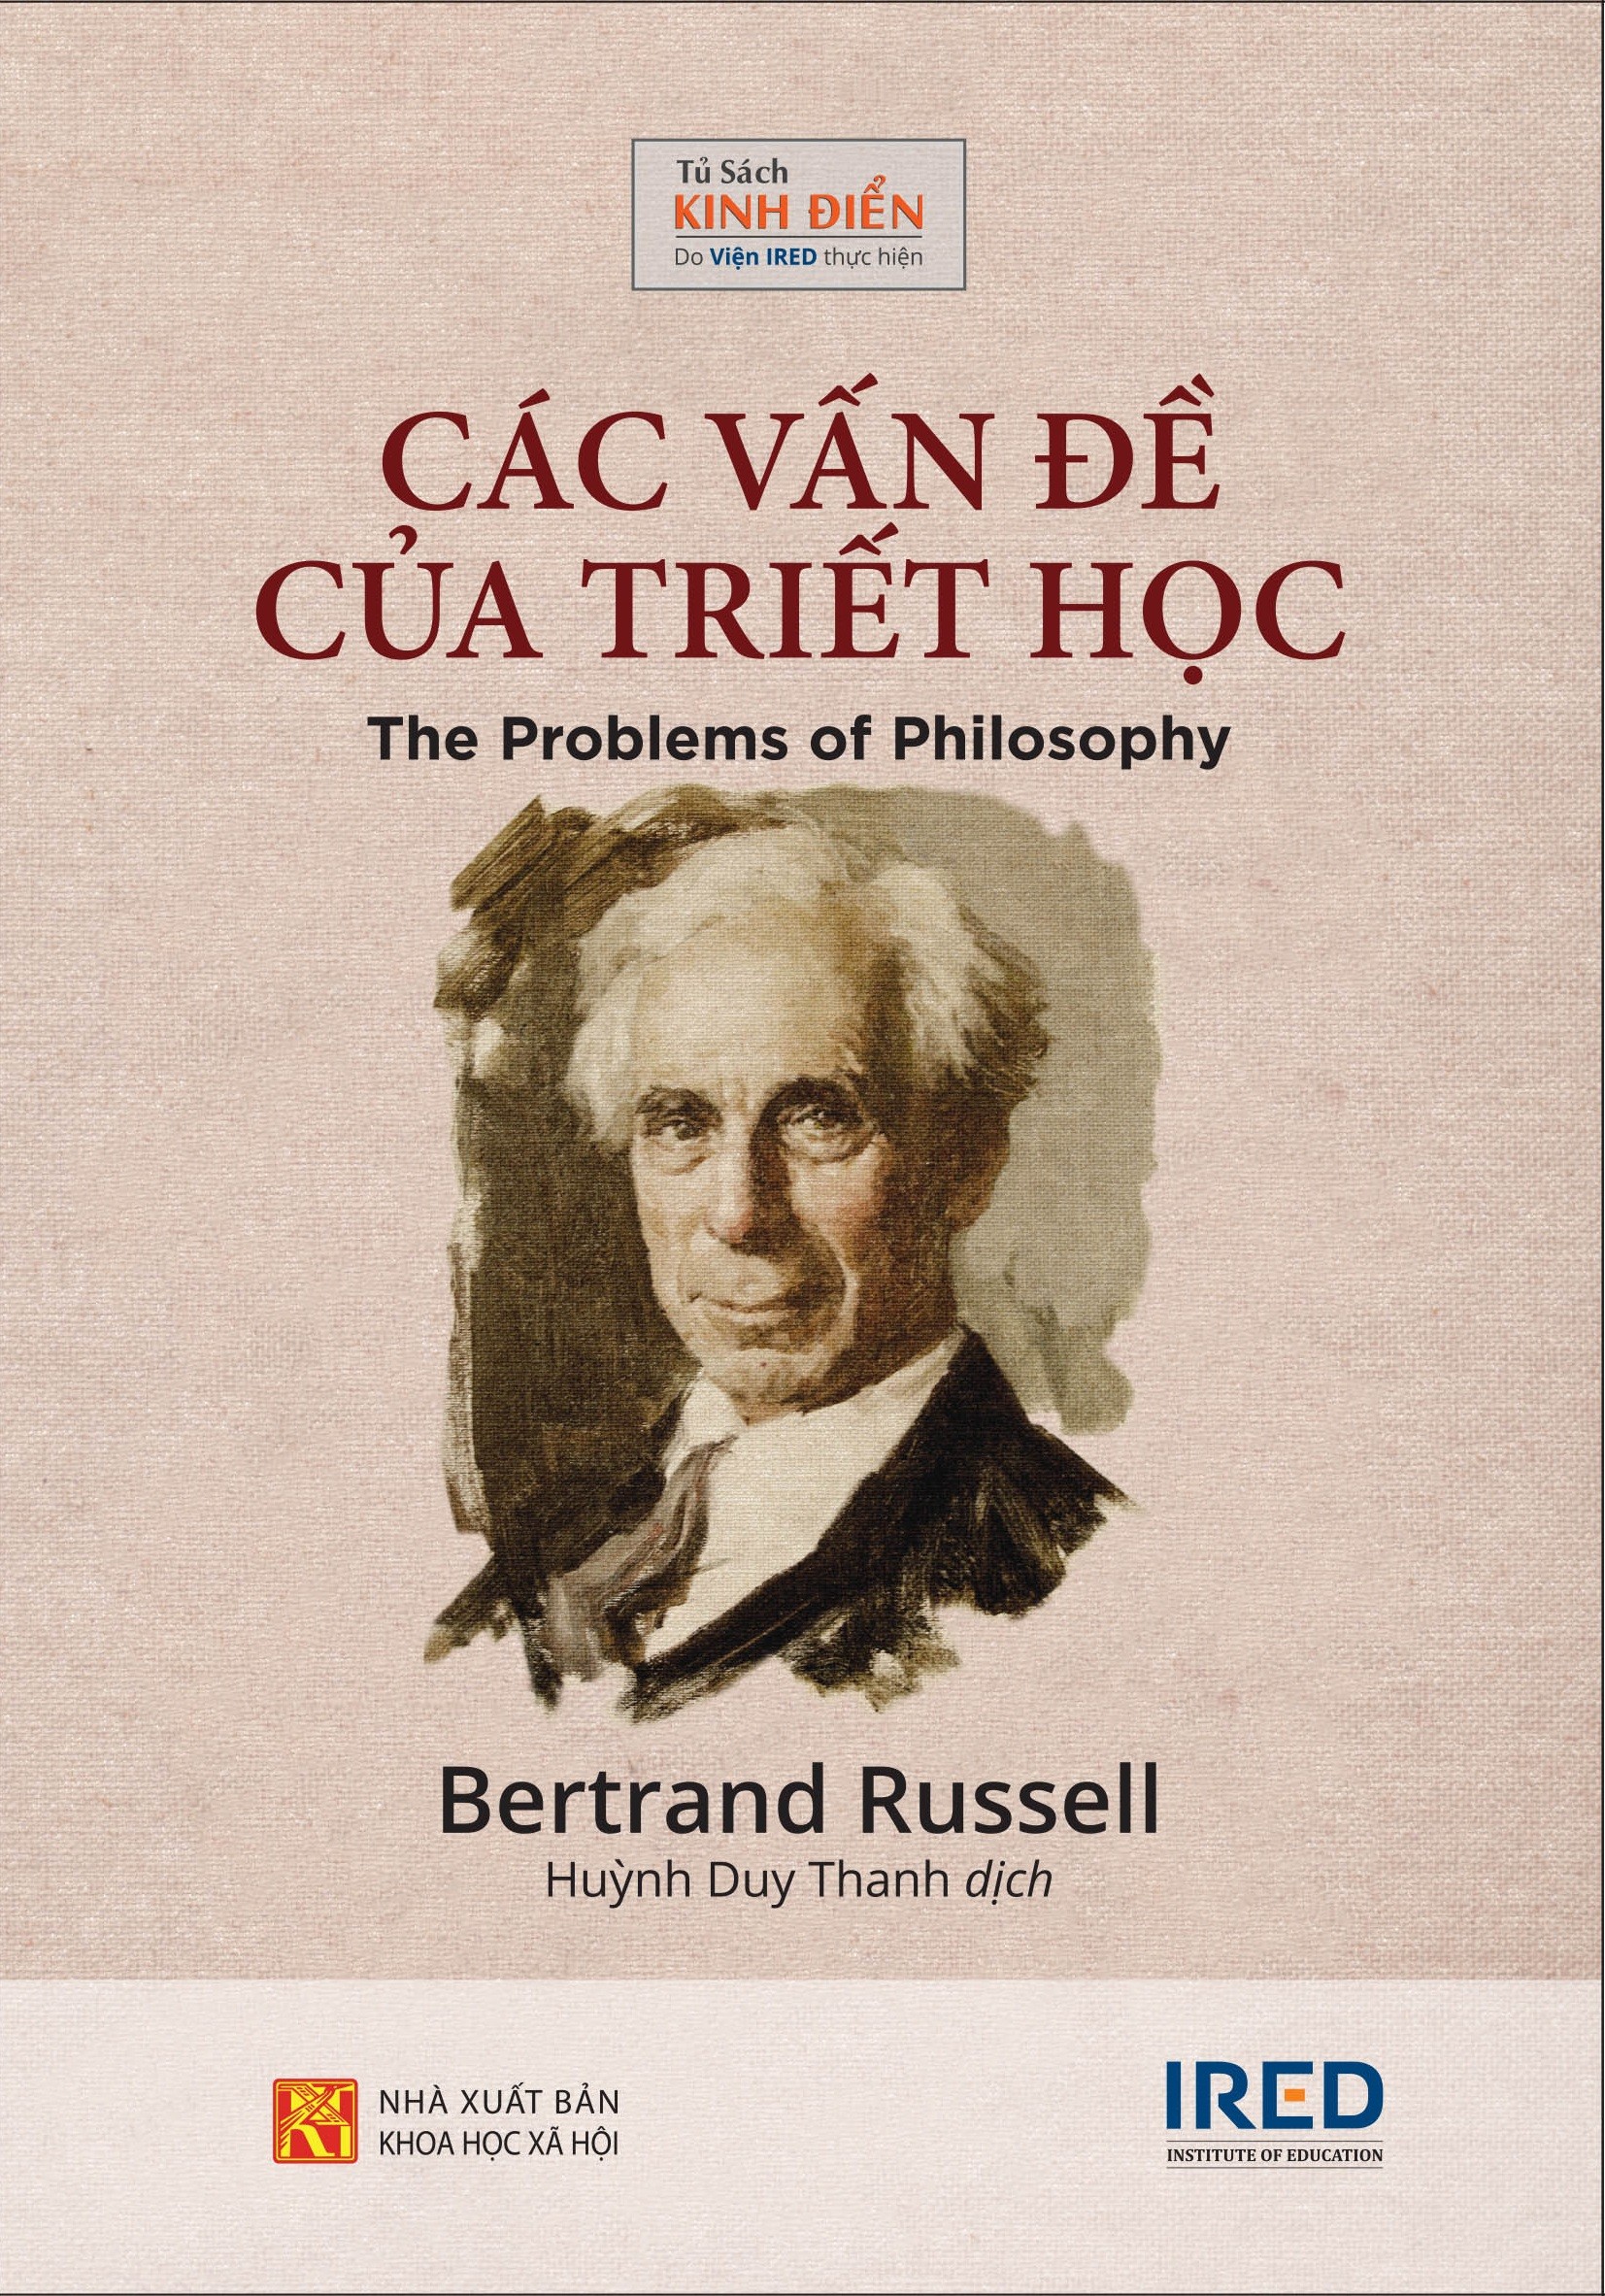 Tủ Sách
KINH ĐIỂN
Do Viện IRED thực hiện
CÁC VẤN ĐỀ
CỦA TRIẾT HỌC
The Problems of Philosophy
Bertrand Russell
Huỳnh Duy Thanh dịch
NHÀ XUẤT BẢN
KHOA HỌC XÃ HỘI
IRED
INSTITUTE OF EDUCATION